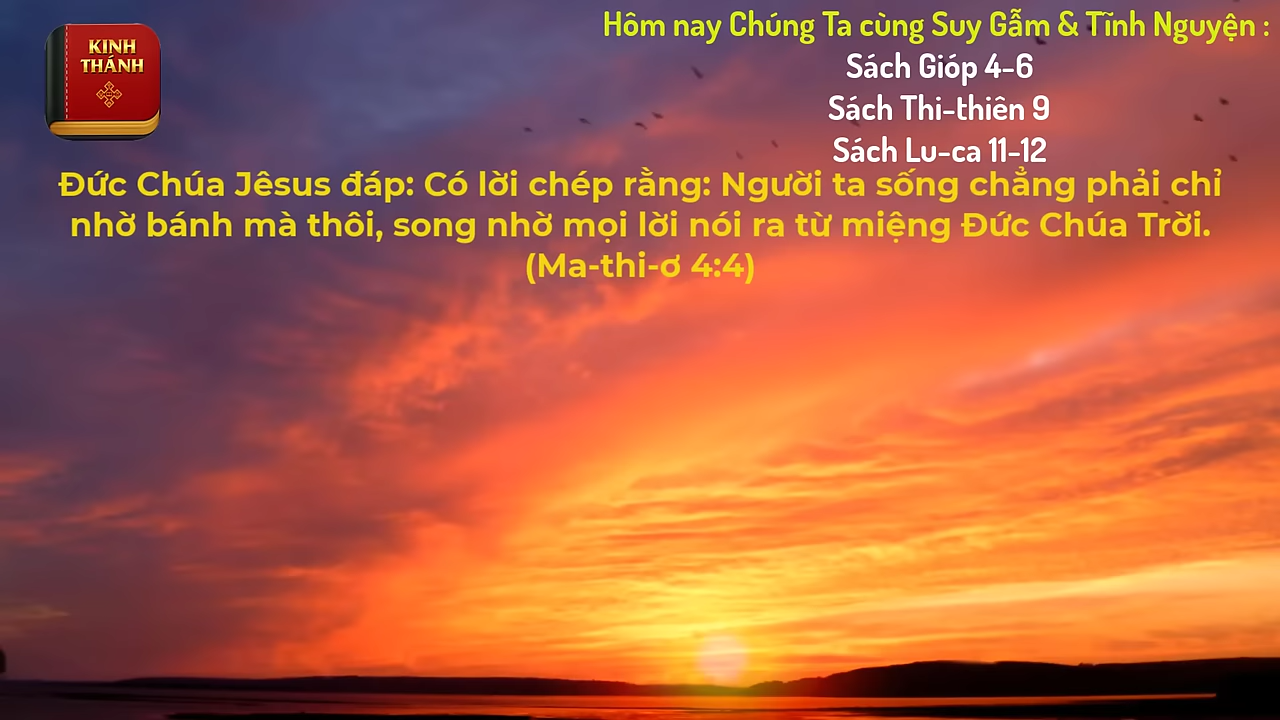 KINH
THÁNH
Hôm nay Chúng Ta cùng Suy Gẫm & Tĩnh Nguyện :
Sách Gióp 4-6
Sách Thi-thiên 9
Sách Lu-ca 11-12
Đức Chúa Jêsus đáp: Có lời chép rằng: Người ta sống chẳng phải chỉ
nhờ bánh mà thôi, song nhờ mọi lời nói ra từ miệng Đức Chúa Trời.
(Ma-thi-ơ 4:4)